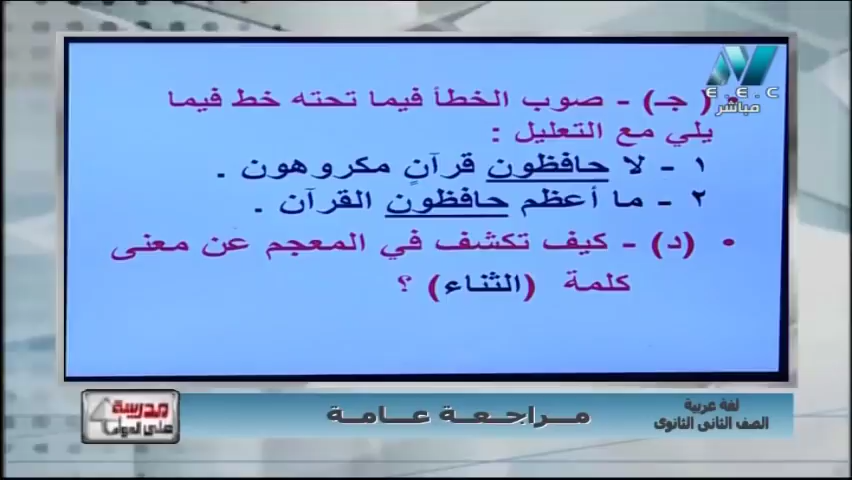 E.E.C
مباشر
• ( جـ) - صوب الخطأ فيما تحته خط فيما
يلي مع التعليل :
١ - لا حافظون قرآنٍ مكروهون .
٢ - ما أعظم حافظون القرآن .
• (د) - كيف تكشف في المعجم عن معنى
كلمة (الثناء) ؟
لغة عربية
الصف الثانى الثانوى
مراجعة عامة
مدرسة
على الهواء